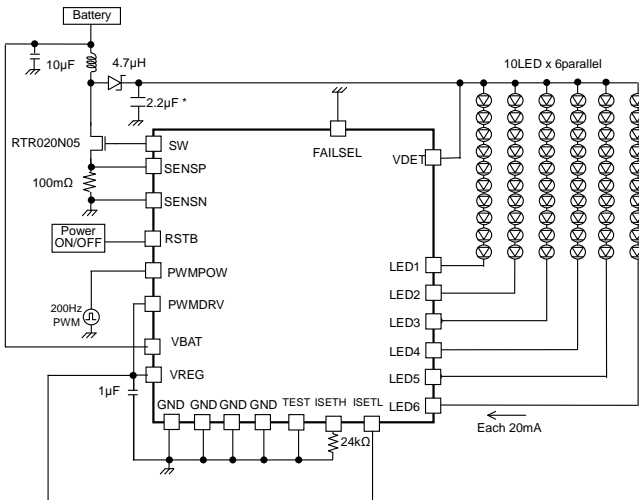 Battery
10µF
4.7µH
2.2µF *
10LED x 6parallel
RTR020N05
SW
FAILSEL
VDET
SENSP
100mΩ
SENSN
Power
ON/OFF
RSTB
PWMPOW
LED1
LED2
200Hz
PWM
PWMDRV
LED3
VBAT
LED4
VREG
LED5
1µF
GND
GND
GND
GND
TEST
ISETH
ISETL
LED6
24kΩ
Each 20mA